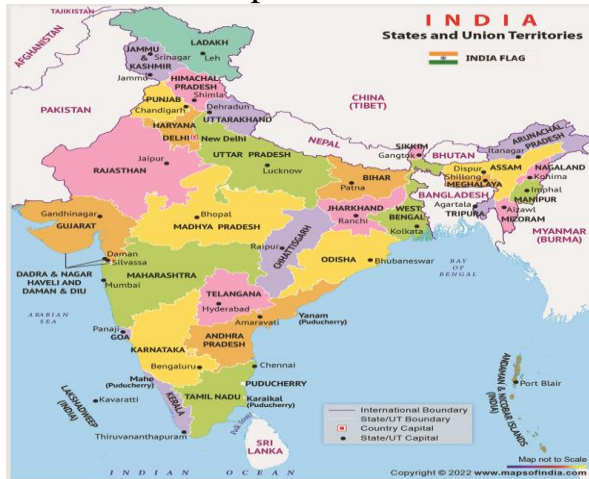 TAJIKISTAN
INDIA
States and Union Territories
INDIA FLAG
AFGHANISTAN
LADAKH
Leh
JAMMU
&
KASHMIR
Srinagar
Jammu
HIMACHAL
PRADESH
Shimla
PAKISTAN
PUNJAB
Chandigarh
Dehradun
UTTARAKHAND
CHINA
(TIBET)
HARYANA
DELHI
New Delhi
NEPAL
SIKKIM
Gangtok
BHUTAN
ARUNACHAL
PRADESH
Itanagar
RAJASTHAN
Jaipur
UTTAR PRADESH
Lucknow
BIHAR
Patna
Dispur
ASSAM
Shillong
MEGHALAYA
NAGALAND
Kohima
Imphal
MANIPUR
BANGLADESH
Agartala
TRIPURA
Aizawl
MIZORAM
MYANMAR
(BURMA)
Gandhinagar
GUJARAT
Bhopal
MADHYA PRADESH
JHARKHAND
Ranchi
WEST
BENGAL
Kolkata
Raipur
CHHATTISGARH
Daman
Silvassa
DADRA & NAGAR
HAVELI AND
DAMAN & DIU
MAHARASHTRA
Mumbai
ODISHA
Bhubaneswar
BAY
OF
BENGAL
ARABIAN
SEA
TELANGANA
Hyderabad
Yanam
(Puducherry)
Amaravati
Panaji
GOA
KARNATAKA
ANDHRA
PRADESH
Bengaluru
Chennai
Mahe
(Puducherry)
PUDUCHERRY
LAKSHADWEEP
(INDIA)
Kavaratti
KERALA
TAMIL NADU
Karaikal
(Puducherry)
Thiruvananthapuram
Palk Strait
SRI
LANKA
ANDAMAN & NICOBAR ISLANDS
(INDIA)
Port Blair
International Boundary
State/UT Boundary
Country Capital
State/UT Capital
INDIAN OCEAN
Map not to Scale
Copyright © 2022 www.mapsofindia.com